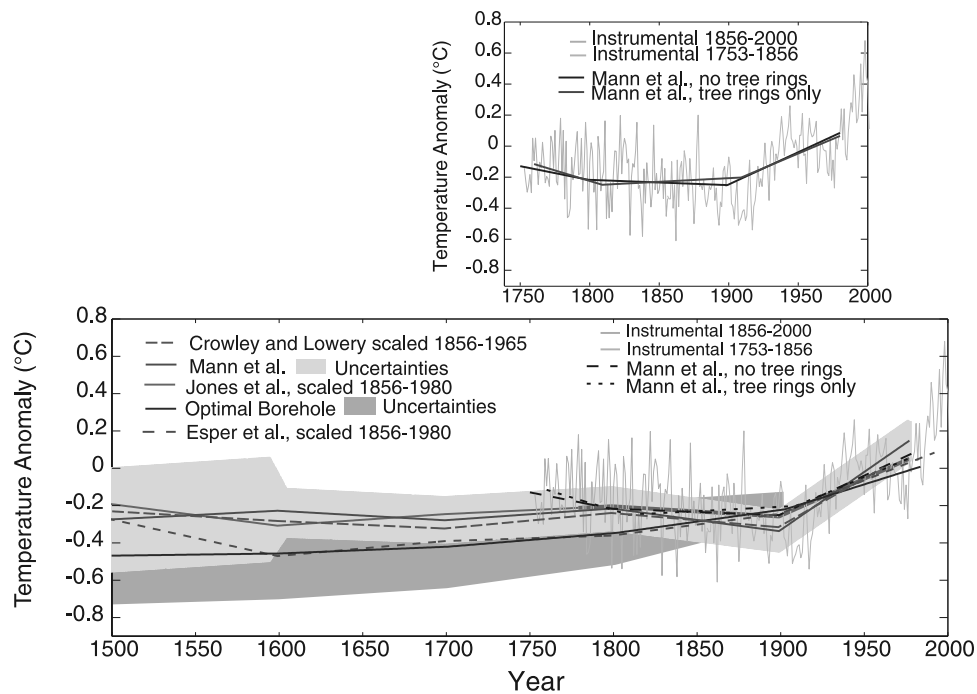 0.8
0.6
0.4
0.2
0
-0.2
-0.4
-0.6
-0.8
Temperature Anomaly (°C)
Instrumental 1856-2000
Instrumental 1753-1856
Mann et al., no tree rings
Mann et al., tree rings only
1750 1800 1850 1900 1950 2000
0.8
0.6
0.4
0.2
0
-0.2
-0.4
-0.6
-0.8
Temperature Anomaly (°C)
Crowley and Lowery scaled 1856-1965
Mann et al. Uncertainties
Jones et al., scaled 1856-1980
Optimal Borehole Uncertainties
Esper et al., scaled 1856-1980
Instrumental 1856-2000
Instrumental 1753-1856
Mann et al., no tree rings
Mann et al., tree rings only
1500 1550 1600 1650 1700 1750 1800 1850 1900 1950 2000
Year